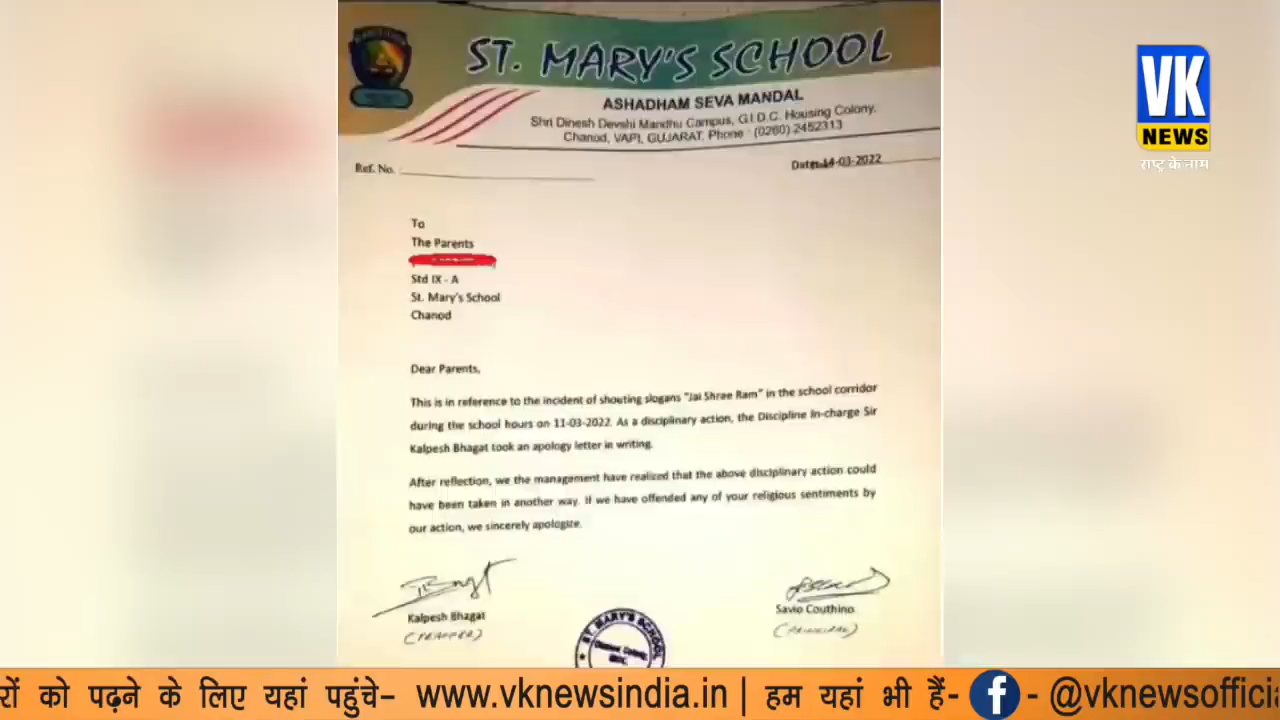 ST. MARY'S SCHOOL
ASHADHAM SEVA MANDAL
Shri Dinesh Devshi Mandhu Campus, G.I.D.C. Housing Colony,
Chanod, VAPI, GUJARAT, Phone : (0260) 2452313
Ref. No.
Date: 14-03-2022
VK
NEWS
राष्ट्र के नाम
To
The Parents
Std IX - A
St. Mary's School
Chanod
Dear Parents,
This is in reference to the incident of shouting slogans "Jai Shree Ram" in the school corridor
during the school hours on 11-03-2022. As a disciplinary action, the Discipline In-charge Sir
Kalpesh Bhagat took an apology letter in writing.
After reflection, we the management have realized that the above disciplinary action could
have been taken in another way. If we have offended any of your religious sentiments by
our action, we sincerely apologize.
Kalpesh Bhagat
Savio Couthino
(PRINCIPAL)
ST. MARY'S SCHOOL
रों को पढ़ने के लिए यहां पहुंचे- www.vknewsindia.in | हम यहां भी हैं- f - @vknewsoffici